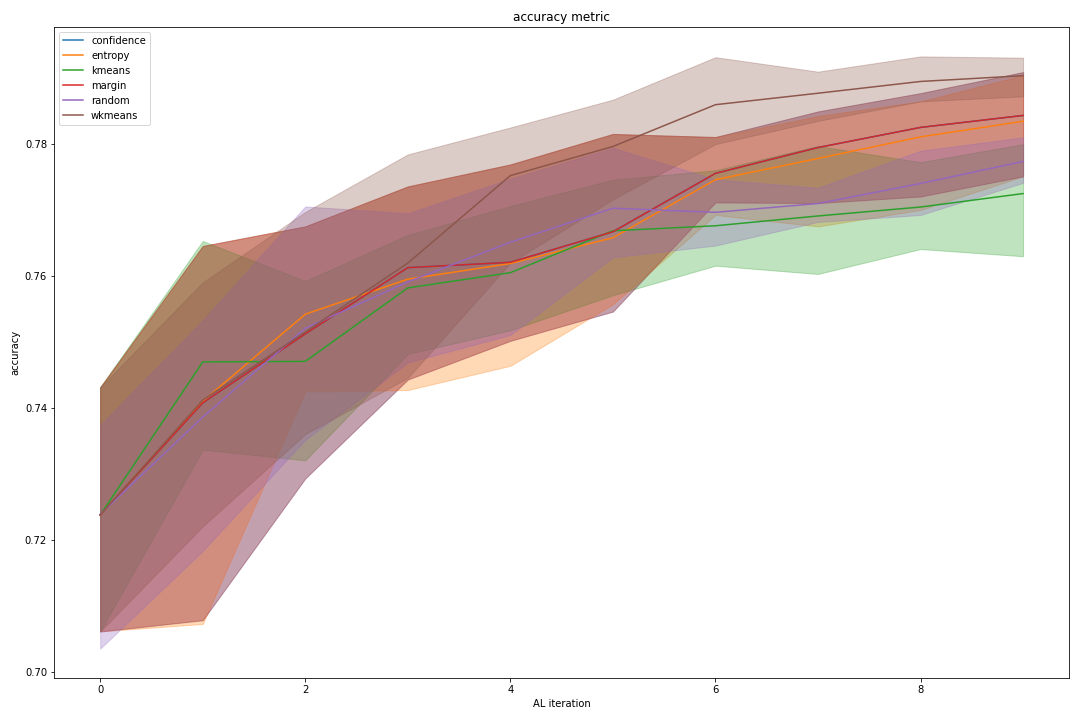 accuracy metric
confidence
entropy
kmeans
margin
random
wkmeans
0.78
0.76
0.74
0.72
0.70
accuracy
0 2 4 6 8
AL iteration